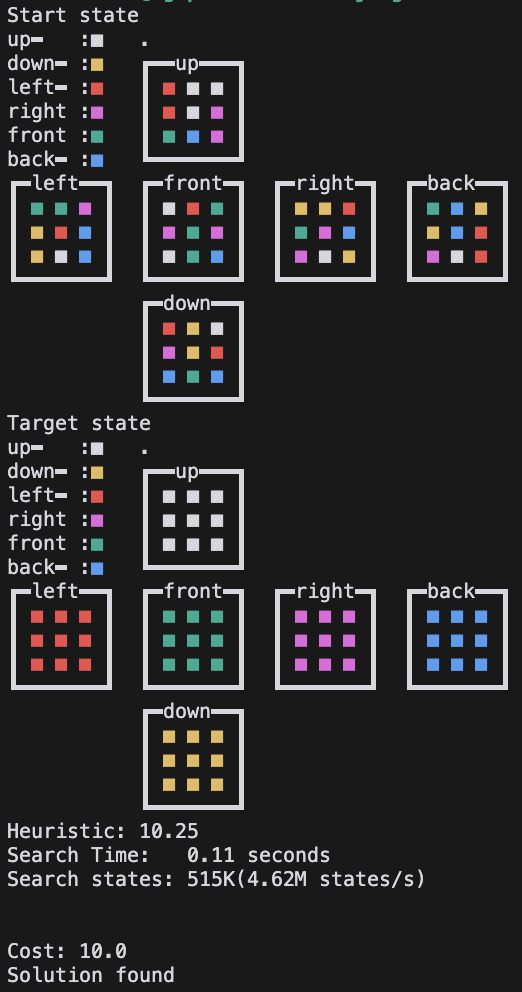 Start state
up- :■ .
down- :■
up
left- :■
right :■
front :■
back- :■
left front right back
down
Target state
up- :■ .
down- :■
up
left- :■
right :■
front :■
back- :■
left front right back
down
Heuristic: 10.25
Search Time: 0.11 seconds
Search states: 515K(4.62M states/s)
Cost: 10.0
Solution found